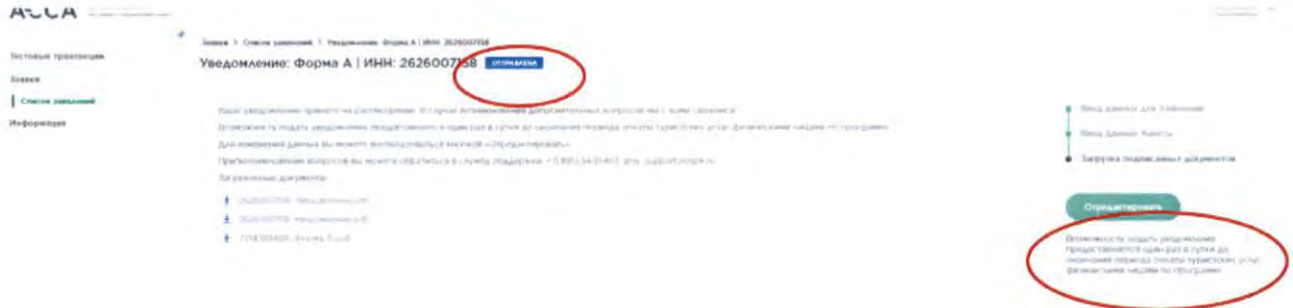 АССА
Заявки > Список заявлений > Уведомление: Форма А | ИНН: 2626007158
Уведомление: Форма А | ИНН: 2626007158 ОТПРАВЛЕНА
Тестовые транзакции
Заявки
Список заявлений
Информация
Ваше уведомление принято на рассмотрение. В случае возникновения дополнительных вопросов мы с вами свяжемся
Возможность подать уведомление предоставляется один раз в сутки до окончания периода оплаты туристских услуг физическими лицами по программе
Для изменения данных вы можете воспользоваться кнопкой «Отредактировать»
При возникновении вопросов вы можете обратиться в службу поддержки:
Загруженные документы
Форма
Ввод данных для Заявления
Ввод данных Анкеты
Загрузка подписанных документов
Отредактировать
Возможность подать уведомление
предоставляется один раз в сутки до
окончания периода оплаты туристских услуг
физическими лицами по программе